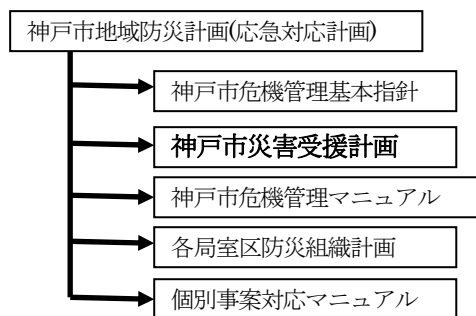 神戸市地域防災計画(応急対応計画)
神戸市危機管理基本指針
神戸市災害受援計画
神戸市危機管理マニュアル
各局室区防災組織計画
個別事案対応マニュアル